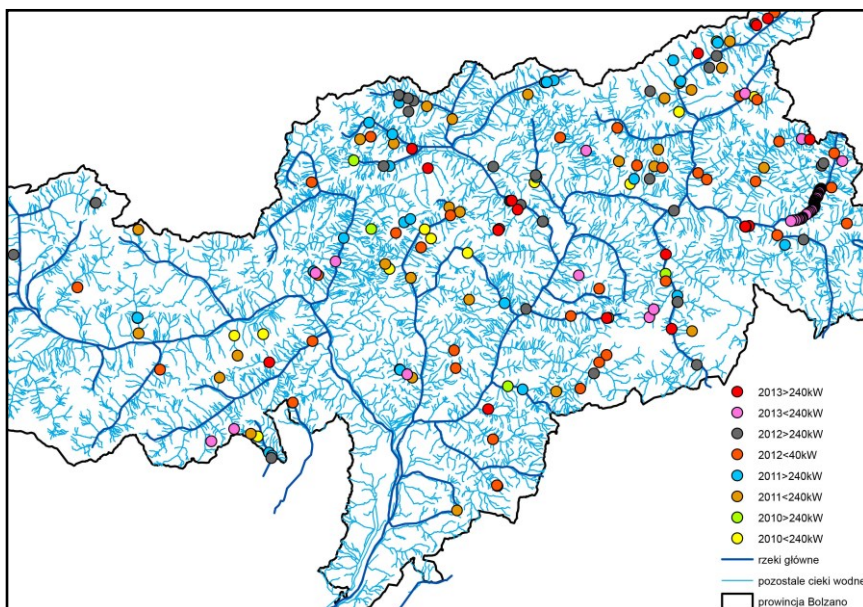 2013>240kW
2013<240kW
2012>240kW
2012<40kW
2011>240kW
2011<240kW
2010>240kW
2010<240kW
rzeki główne
pozostale cieki wodne
prowincja Bolzano